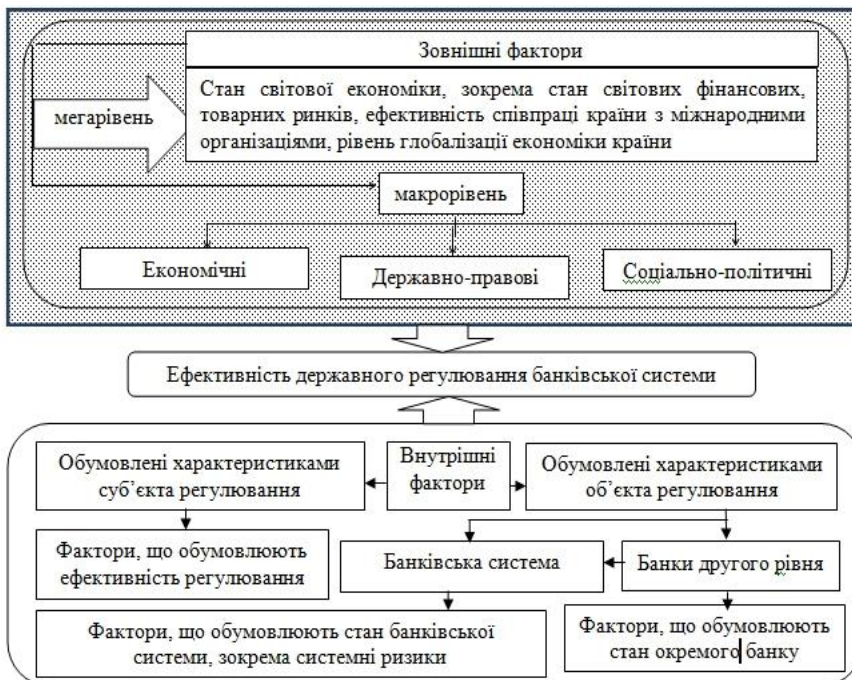 Зовнішні фактори
мегарівень
Стан світової економіки, зокрема стан світових фінансових,
товарних ринків, ефективність співпраці країни з міжнародними
організаціями, рівень глобалізації економіки країни
макрорівень
Економічні
Державно-правові
Соціально-політичні
Ефективність державного регулювання банківської системи
Обумовлені характеристиками
суб’єкта регулювання
Внутрішні
фактори
Обумовлені характеристиками
об’єкта регулювання
Фактори, що обумовлюють
ефективність регулювання
Банківська система
Банки другого рівня
Фактори, що обумовлюють стан банківської
системи, зокрема системні ризики
Фактори, що обумовлюють
стан окремого банку